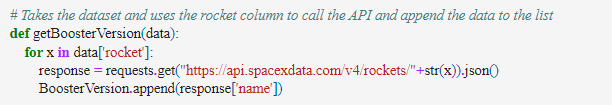 # Takes the dataset and uses the rocket column to call the API and append the data to the list
def getBoosterVersion(data):
    for x in data['rocket']:
        response = requests.get("https://api.spacexdata.com/v4/rockets/"+str(x)).json()
        BoosterVersion.append(response['name'])